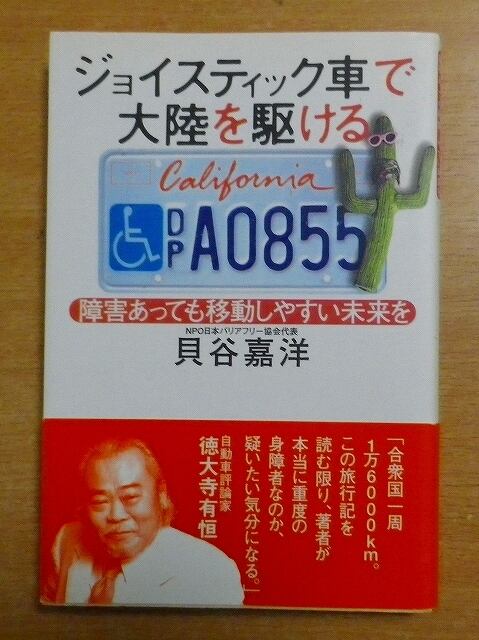 ジョイスティック車で
大陸を駆ける
California
DP A0855
障害あっても移動しやすい未来を
NPO日本バリアフリー協会代表
貝谷嘉洋
「合衆国一周
1万6000km。
この旅行記を
読む限り、著者が
本当に重度の
身障者なのか、
疑いたい気分になる。」
自動車評論家
徳大寺有恒